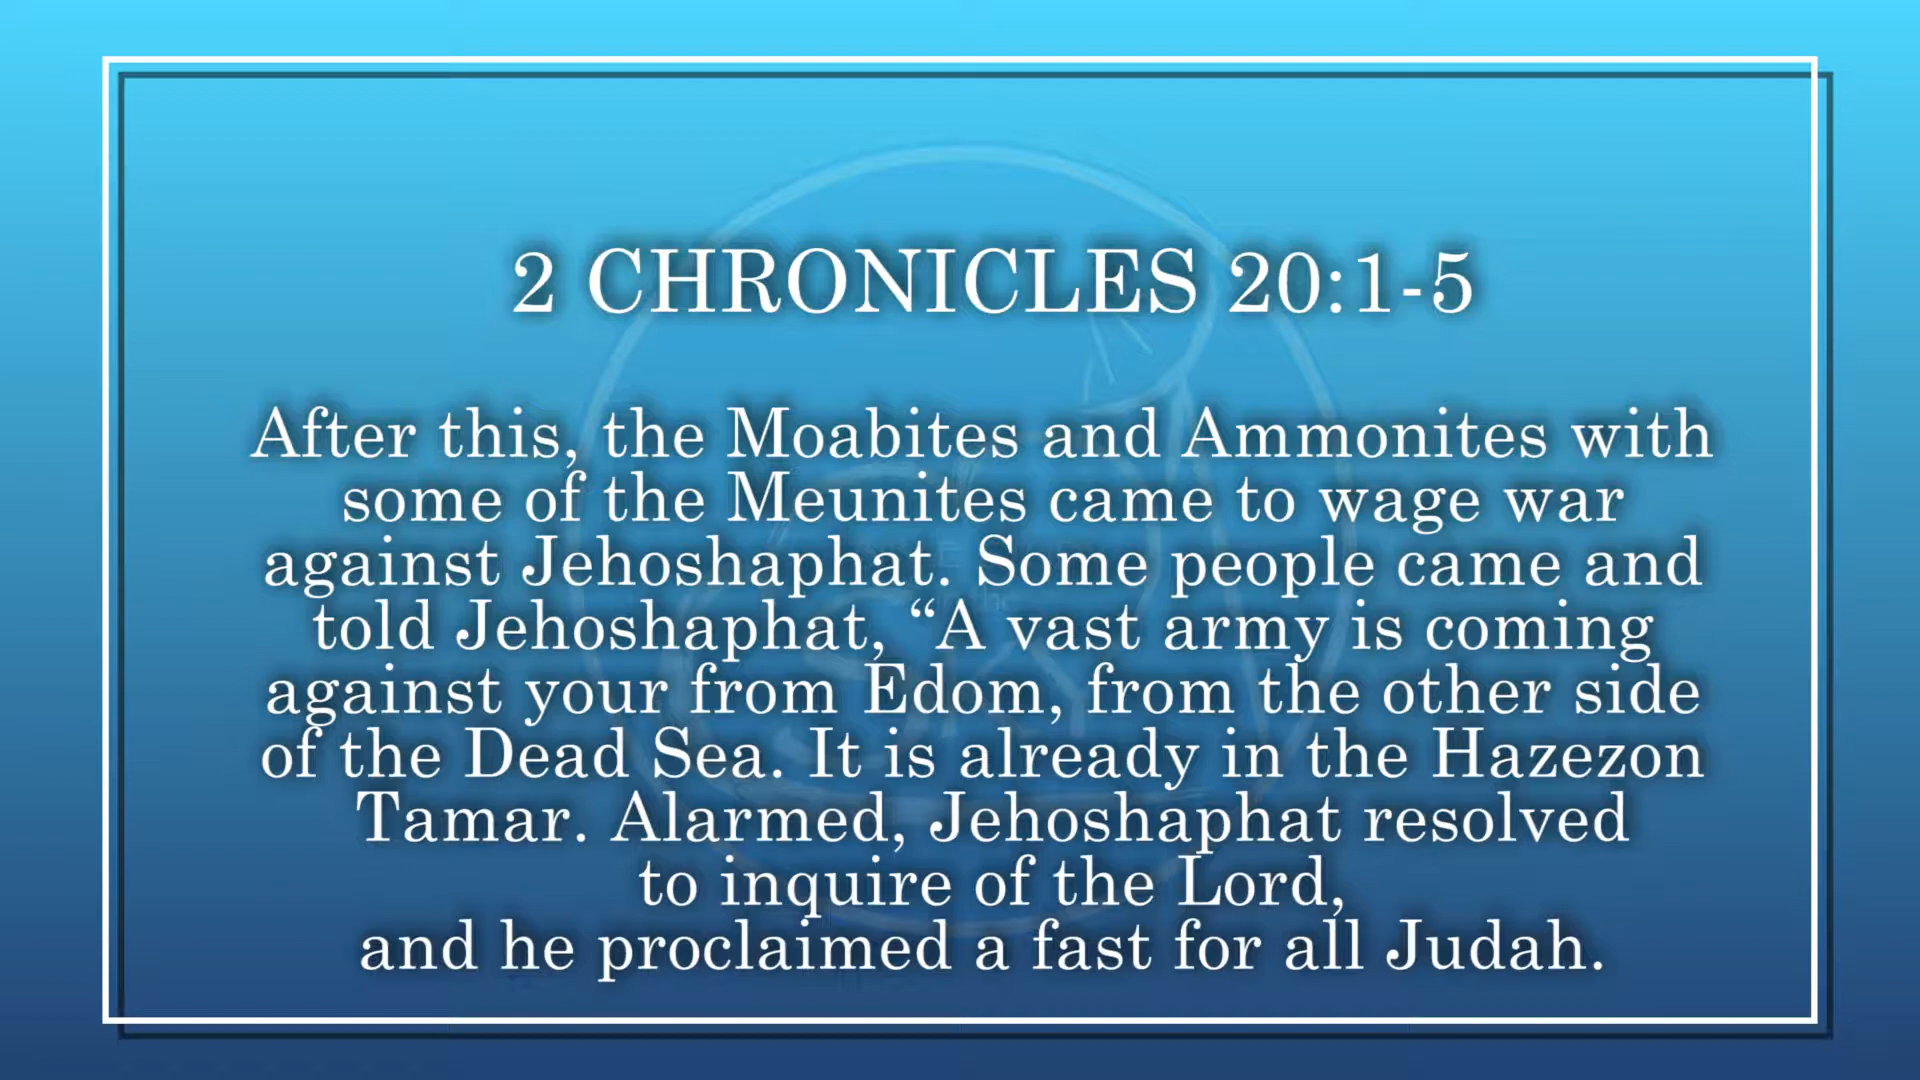 2 CHRONICLES 20:1-5
After this, the Moabites and Ammonites with
some of the Meunites came to wage war
against Jehoshaphat. Some people came and
told Jehoshaphat, “A vast army is coming
against your from Edom, from the other side
of the Dead Sea. It is already in the Hazezon
Tamar. Alarmed, Jehoshaphat resolved
to inquire of the Lord,
and he proclaimed a fast for all Judah.